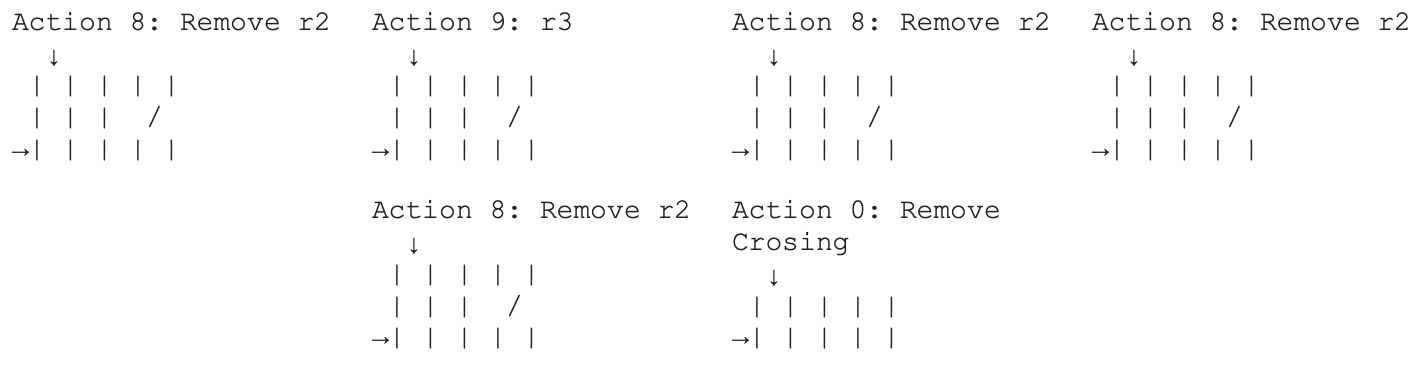 Action 8: Remove r2   Action 9: r3            Action 8: Remove r2   Action 8: Remove r2
  ↓                     ↓                       ↓                     ↓
 | | | | |             | | | | |               | | | | |             | | | | |
 | | |  /              | | |  /                | | |  /              | | |  /
→| | | | |            →| | | | |              →| | | | |            →| | | | |
Action 8: Remove r2   Action 0: Remove
                      Crosing
  ↓                     ↓
 | | | | |             | | | | |
 | | |  /              →| | | | |
→| | | | |